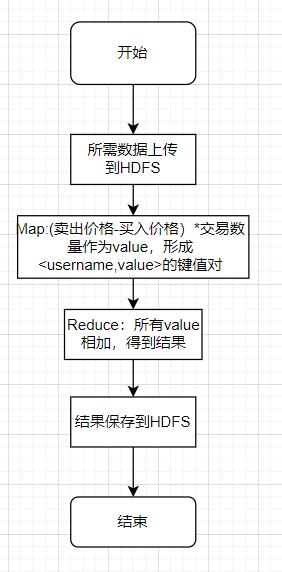 开始
所需数据上传
到HDFS
Map:(卖出价格-买入价格）*交易数
量作为value，形成
<username,value>的键值对
Reduce：所有value
相加，得到结果
结果保存到HDFS
结束